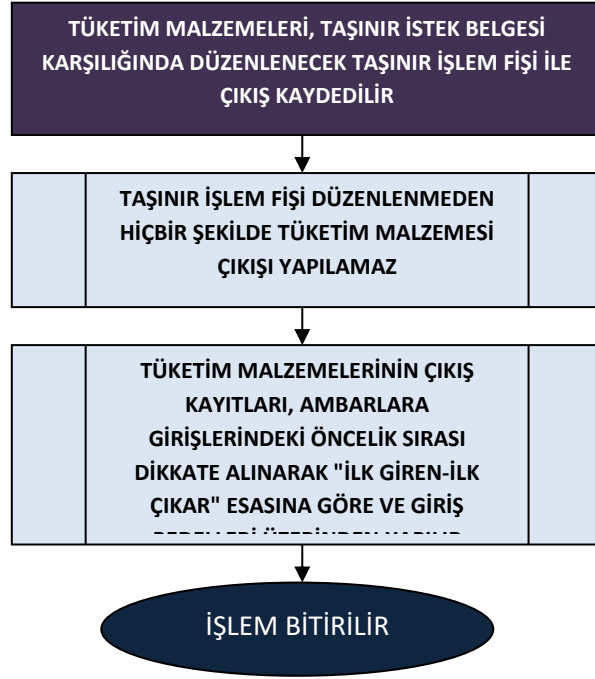 TÜKETİM MALZEMELERİ, TAŞINIR İSTEK BELGESİ
KARŞILIĞINDA DÜZENLENECEK TAŞINIR İŞLEM FİŞİ İLE
ÇIKIŞ KAYDEDİLİR
TAŞINIR İŞLEM FİŞİ DÜZENLENMEDEN
HİÇBİR ŞEKİLDE TÜKETİM MALZEMESİ
ÇIKIŞI YAPILAMAZ
TÜKETİM MALZEMELERİNİN ÇIKIŞ
KAYITLARI, AMBARLARA
GİRİŞLERİNDEKİ ÖNCELİK SIRASI
DİKKATE ALINARAK "İLK GİREN-İLK
ÇIKAR" ESASINA GÖRE VE GİRİŞ
İŞLEM BİTİRİLİR